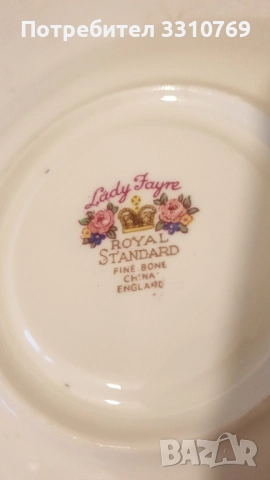 Потребител 3310769
Lady Fayre
ROYAL
STANDARD
FINE BONE
CHINA
ENGLAND
BAZAR